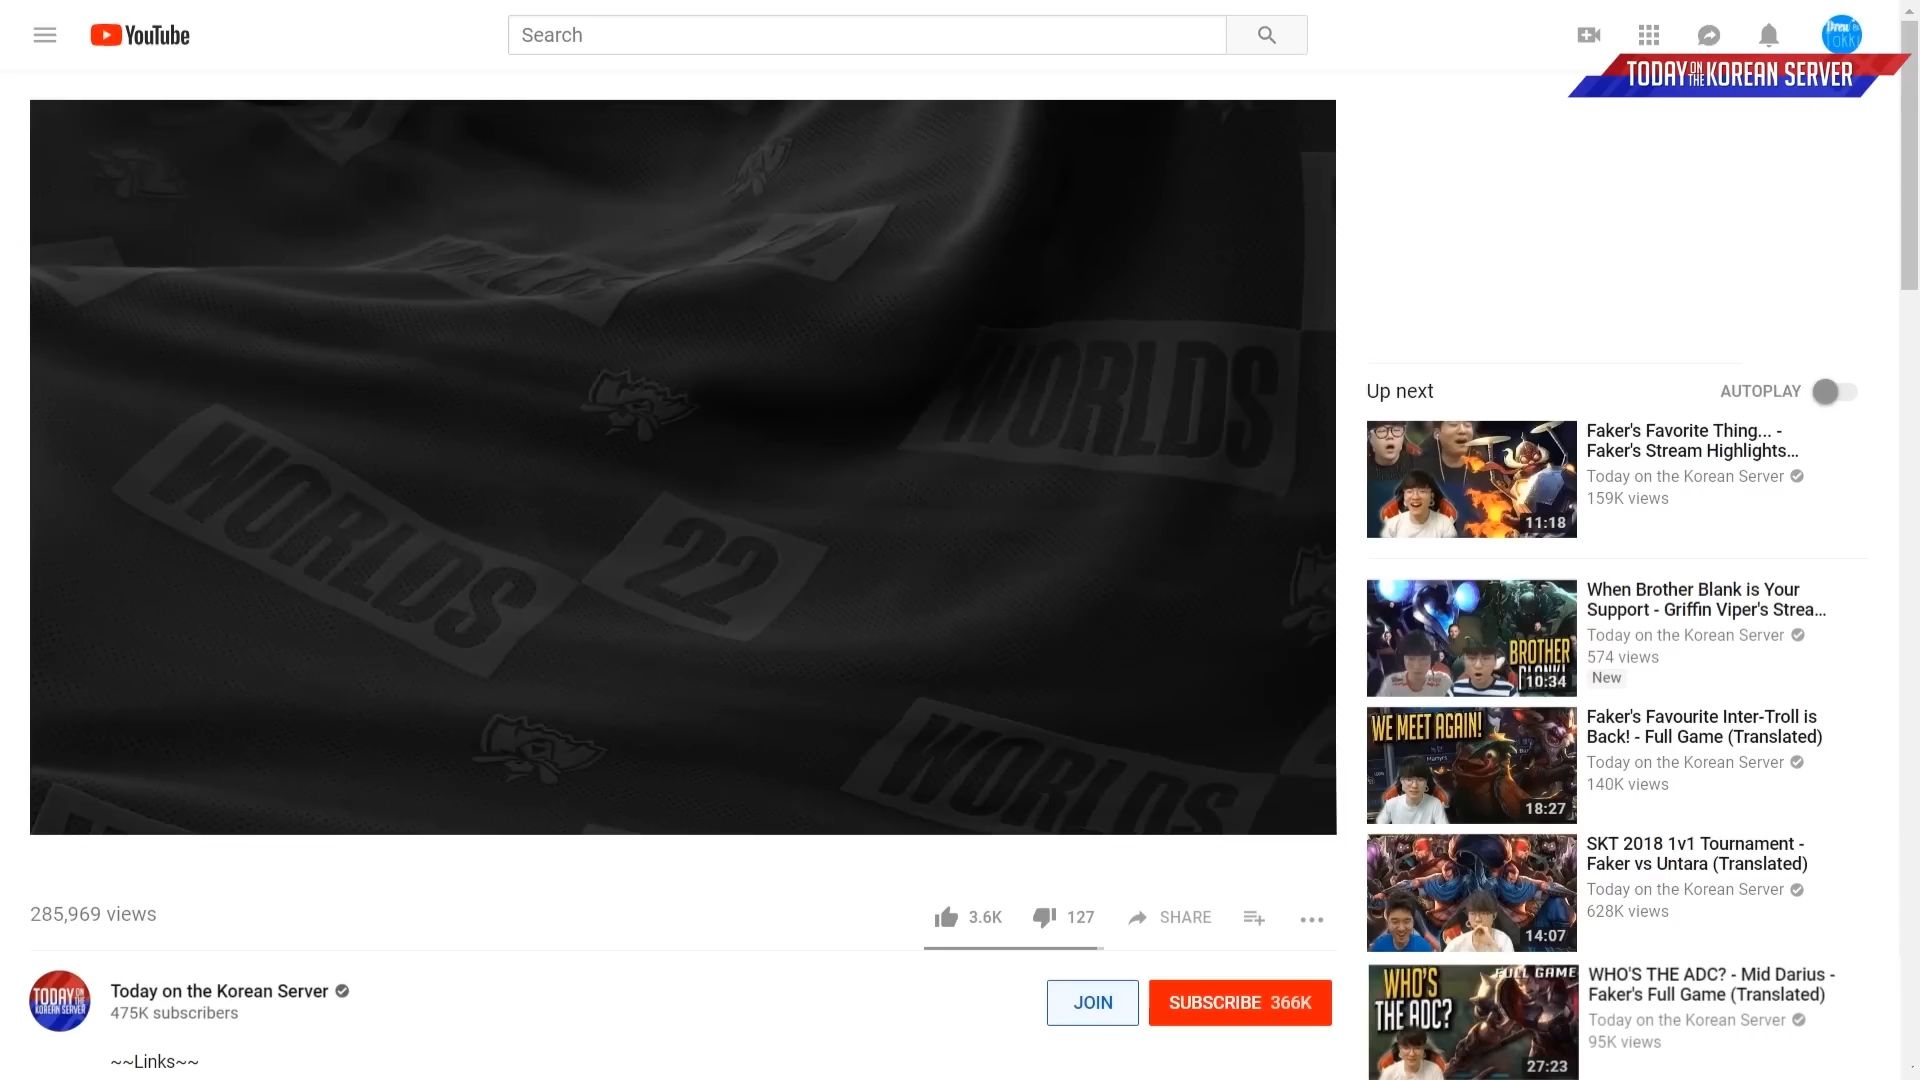 YouTube
Search
TODAY ON THE KOREAN SERVER
WORLDS
WORLDS
22
WORLDS
Up next
AUTOPLAY
Faker's Favorite Thing... -
Faker's Stream Highlights...
Today on the Korean Server
159K views
11:18
When Brother Blank is Your
Support - Griffin Viper's Strea...
Today on the Korean Server
574 views
New
BROTHER
BLANK!
10:34
WE MEET AGAIN!
Faker's Favourite Inter-Troll is
Back! - Full Game (Translated)
Today on the Korean Server
140K views
18:27
SKT 2018 1v1 Tournament -
Faker vs Untara (Translated)
Today on the Korean Server
628K views
14:07
WHO'S
THE ADC?
FULL GAME
WHO'S THE ADC? - Mid Darius -
Faker's Full Game (Translated)
Today on the Korean Server
95K views
27:23
285,969 views
3.6K
127
SHARE
TODAY ON THE
KOREAN SERVER
Today on the Korean Server
475K subscribers
JOIN
SUBSCRIBE 366K
~~Links~~